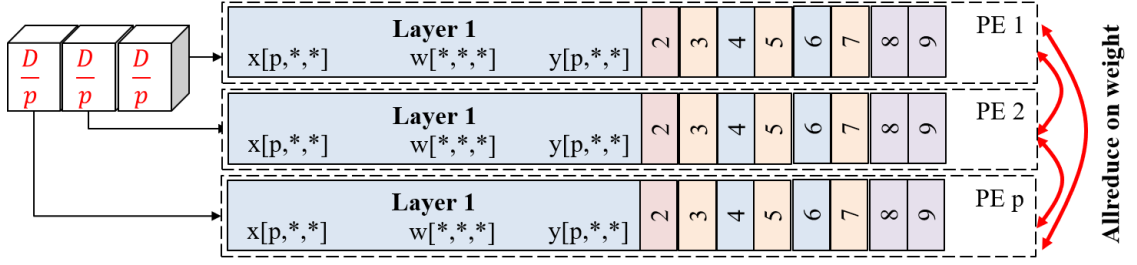 D D D
p p p
Layer 1
x[p,*,*] w[*,*,*] y[p,*,*]
2 3 4 5 6 7 8 9
PE 1
Layer 1
x[p,*,*] w[*,*,*] y[p,*,*]
2 3 4 5 6 7 8 9
PE 2
Layer 1
x[p,*,*] w[*,*,*] y[p,*,*]
2 3 4 5 6 7 8 9
PE p
Allreduce on weight